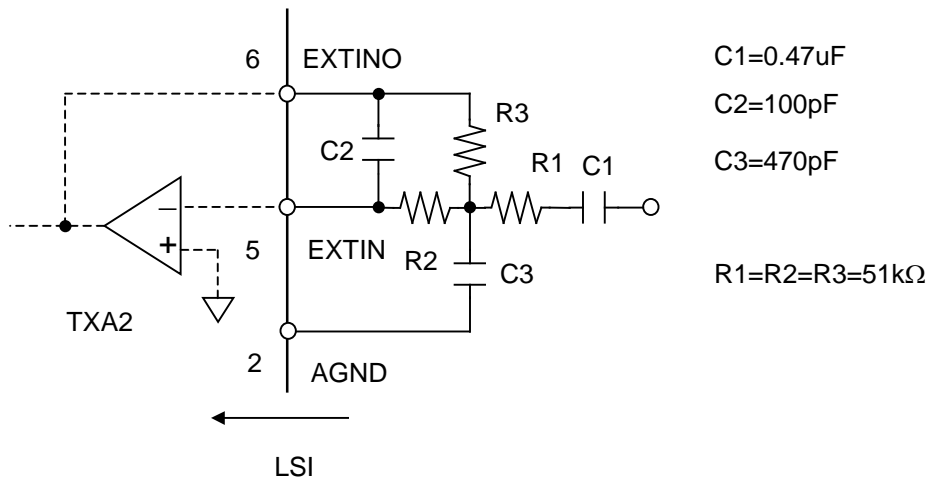 6 EXTINO
C1=0.47uF
C2=100pF
R3
C2
R1 C1
C3=470pF
−
+
5 EXTIN
R2 C3
R1=R2=R3=51kΩ
TXA2
2 AGND
LSI